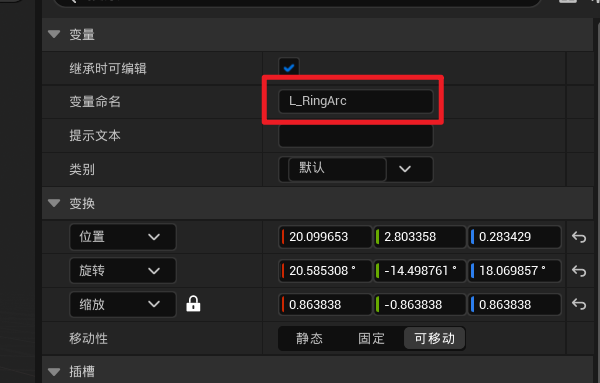 变量
继承时可编辑
变量命名 L_RingArc
提示文本
类别 默认
变换
位置 20.099653 2.803358 0.283429
旋转 20.585308 ° -14.498761 ° 18.069857 °
缩放 0.863838 -0.863838 0.863838
移动性 静态 固定 可移动
插槽